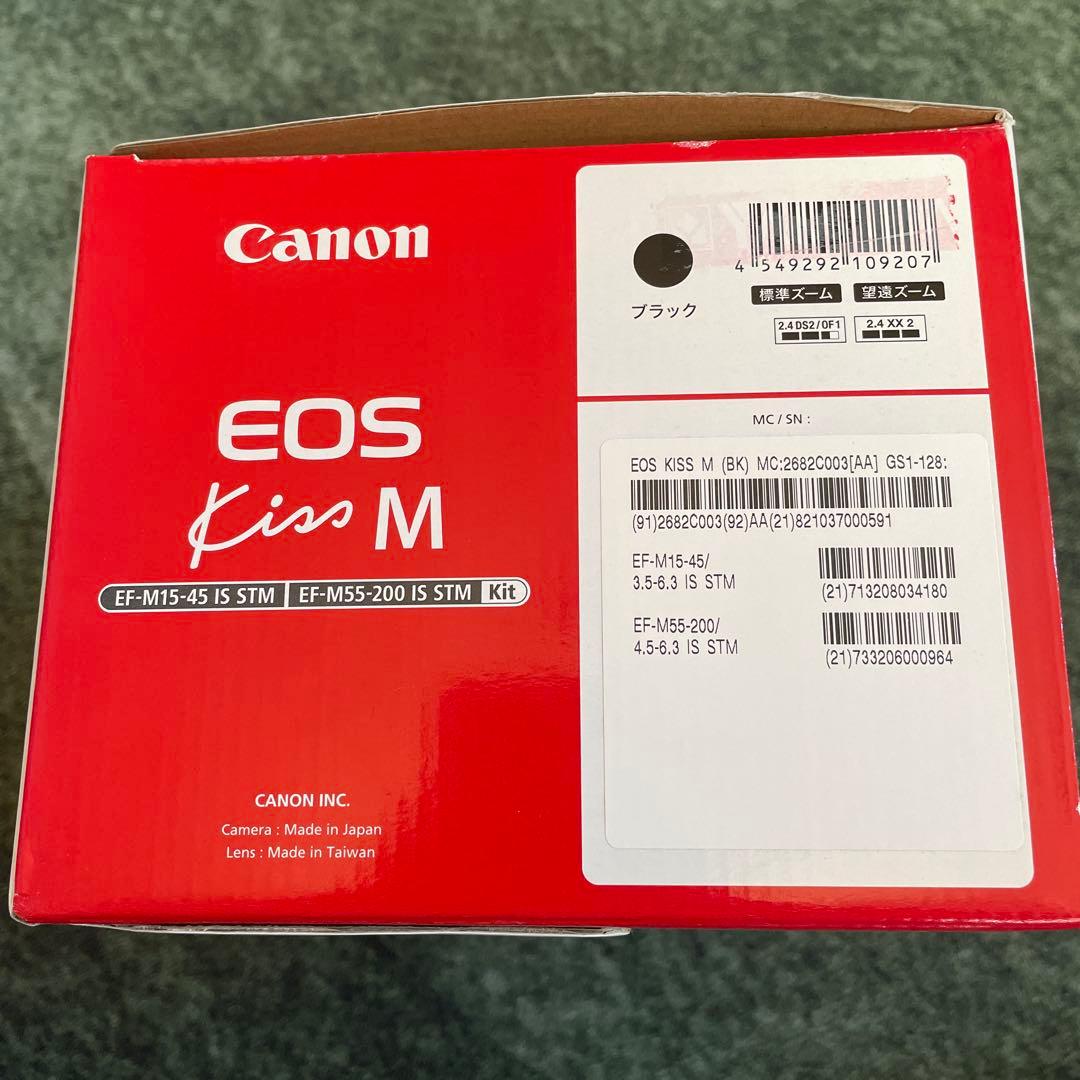 Canon
EOS
Kiss M
EF-M15-45 IS STM EF-M55-200 IS STM Kit
CANON INC.
Camera : Made in Japan
Lens : Made in Taiwan
ブラック
4 549292 109207
標準ズーム 望遠ズーム
2.4 DS2/0F1 2.4 XX 2
MC / SN :
EOS KISS M (BK) MC:2682C003[AA] GS1-128:
(91)2682C003(92)AA(21)821037000591
EF-M15-45/
3.5-6.3 IS STM
(21)713208034180
EF-M55-200/
4.5-6.3 IS STM
(21)733206000964